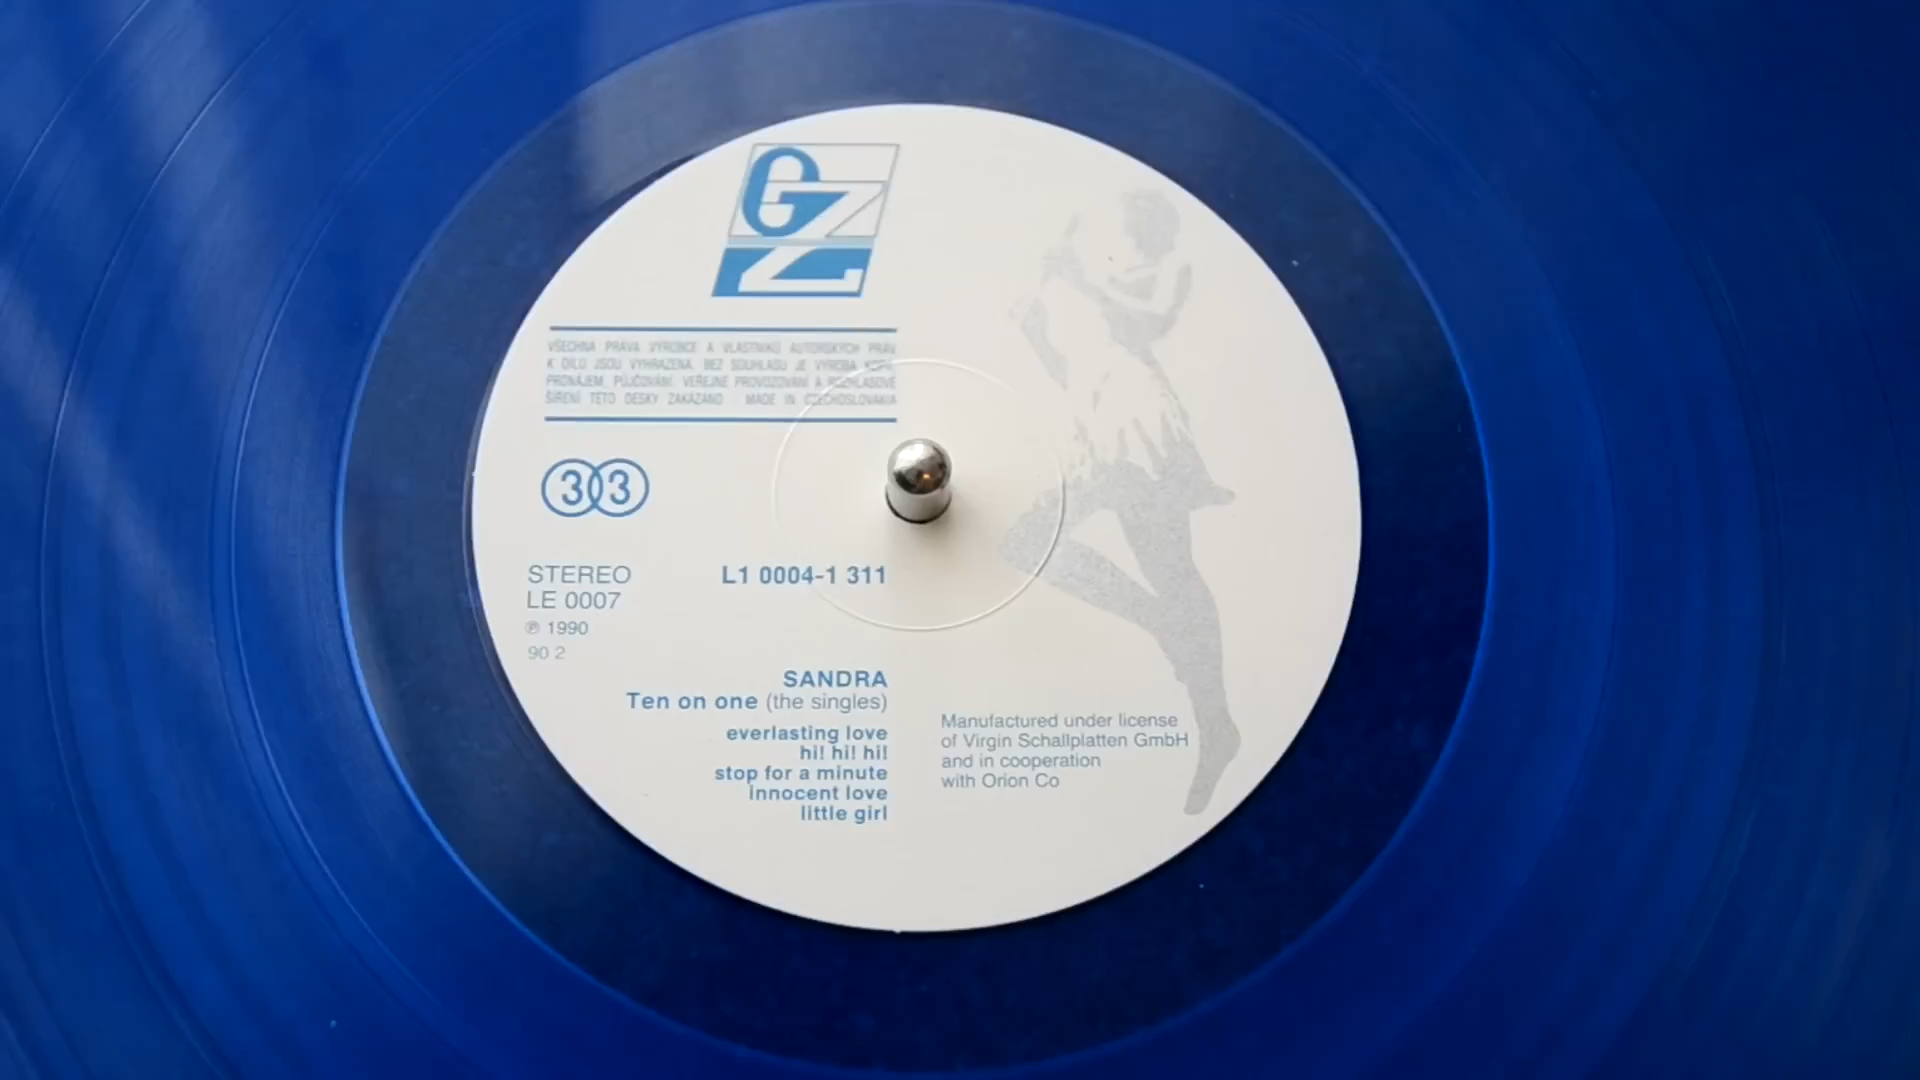 GZ
Z
VŠECHNA PRÁVA VÝROBCE A VLASTNÍKŮ AUTORSKÝCH PRÁV
K DÍLU JSOU VYHRAZENA. BEZ SOUHLASU JE VÝROBA KOPIÍ,
PRONÁJEM, PŮJČOVÁNÍ, VEŘEJNÉ PROVOZOVÁNÍ A ROZHLASOVÉ
ŠÍŘENÍ TÉTO DESKY ZAKÁZÁNO MADE IN CZECHOSLOVAKIA
33
STEREO L1 0004-1 311
LE 0007
℗ 1990
90 2
SANDRA
Ten on one (the singles)
everlasting love
hi! hi! hi!
stop for a minute
innocent love
little girl
Manufactured under license
of Virgin Schallplatten GmbH
and in cooperation
with Orion Co